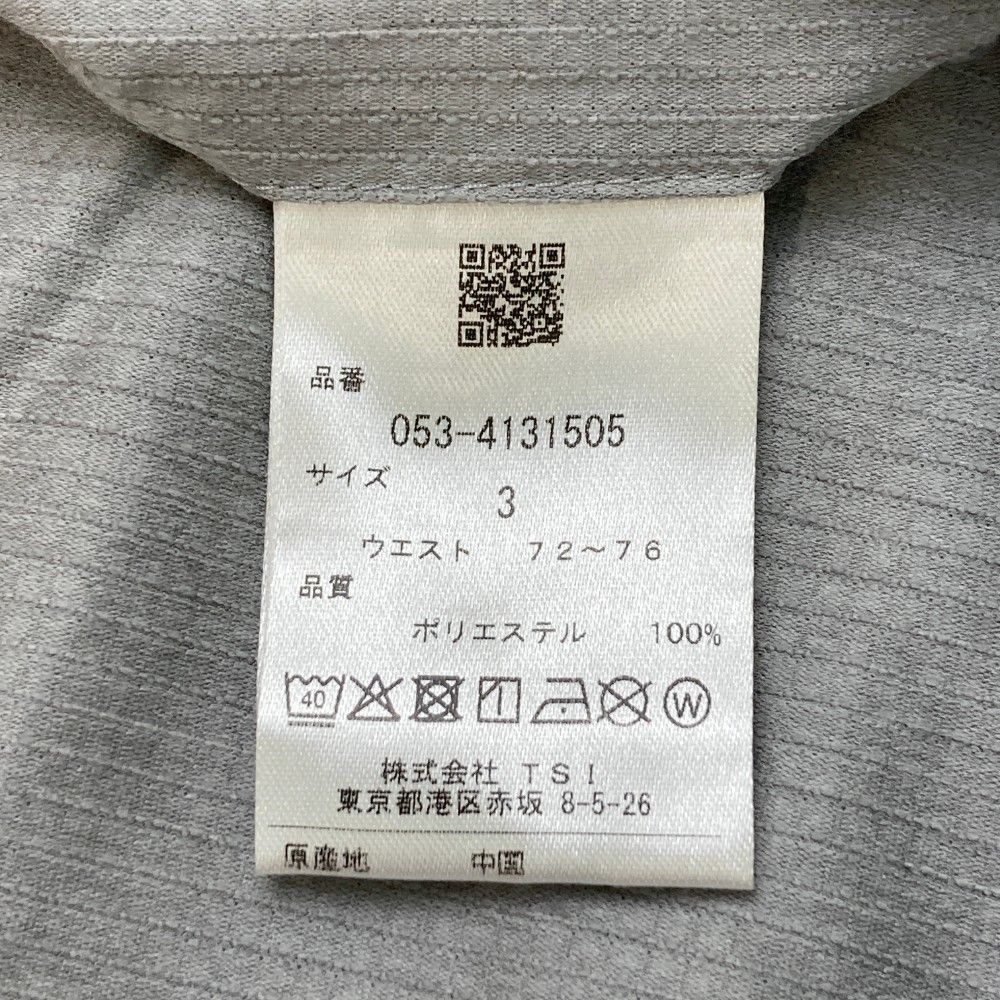 品番
053-4131505
サイズ
3
ウエスト 72～76
品質
ポリエステル 100%
40 W
株式会社 TSI
東京都港区赤坂 8-5-26
原産地 中国